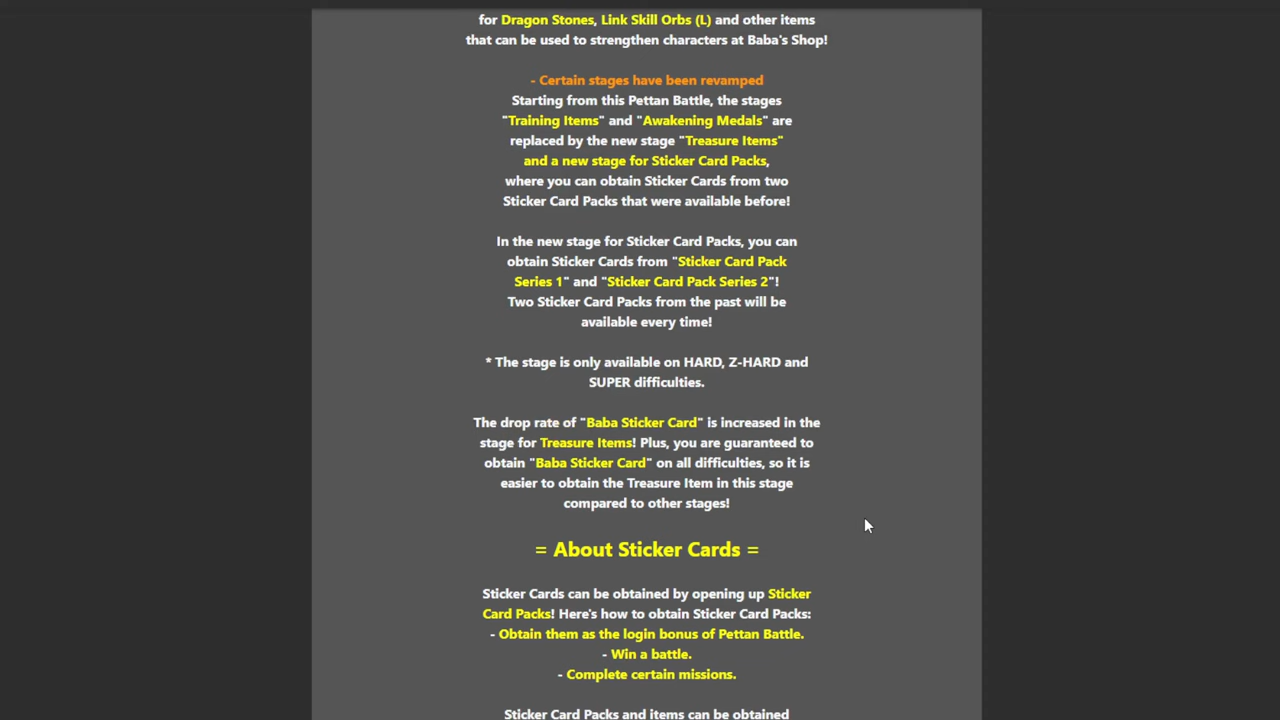 for Dragon Stones, Link Skill Orbs (L) and other items
that can be used to strengthen characters at Baba's Shop!
- Certain stages have been revamped
Starting from this Pettan Battle, the stages
"Training Items" and "Awakening Medals" are
replaced by the new stage "Treasure Items"
and a new stage for Sticker Card Packs,
where you can obtain Sticker Cards from two
Sticker Card Packs that were available before!
In the new stage for Sticker Card Packs, you can
obtain Sticker Cards from "Sticker Card Pack
Series 1" and "Sticker Card Pack Series 2"!
Two Sticker Card Packs from the past will be
available every time!
* The stage is only available on HARD, Z-HARD and
SUPER difficulties.
The drop rate of "Baba Sticker Card" is increased in the
stage for Treasure Items! Plus, you are guaranteed to
obtain "Baba Sticker Card" on all difficulties, so it is
easier to obtain the Treasure Item in this stage
compared to other stages!
= About Sticker Cards =
Sticker Cards can be obtained by opening up Sticker
Card Packs! Here's how to obtain Sticker Card Packs:
- Obtain them as the login bonus of Pettan Battle.
- Win a battle.
- Complete certain missions.
Sticker Card Packs and items can be obtained